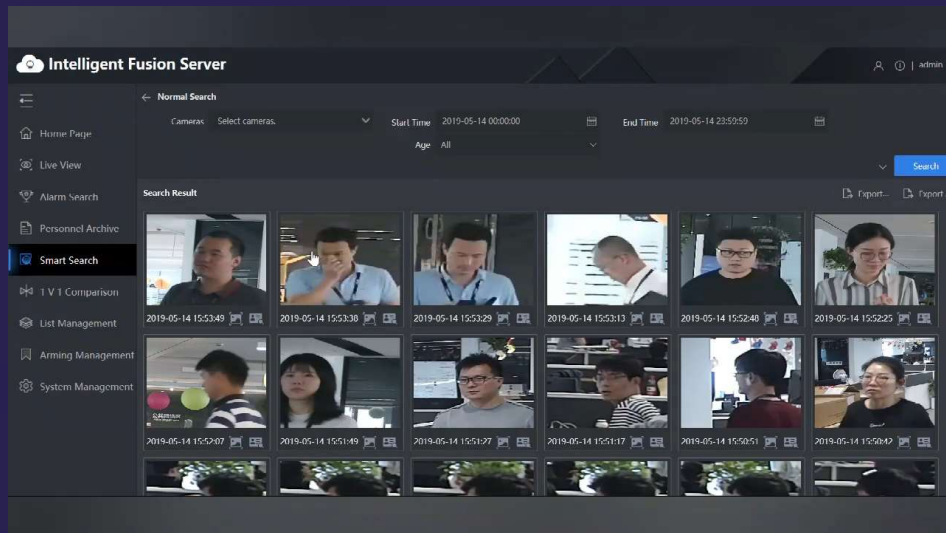 Intelligent Fusion Server
admin
Normal Search
Cameras Select cameras. Start Time 2019-05-14 00:00:00 End Time 2019-05-14 23:59:59
Age All
Search
Home Page
Live View
Alarm Search
Personnel Archive
Smart Search
1 V 1 Comparison
List Management
Arming Management
System Management
Search Result
Export... Export
2019-05-14 15:53:49 2019-05-14 15:53:38 2019-05-14 15:53:29 2019-05-14 15:53:13 2019-05-14 15:52:48 2019-05-14 15:52:25
2019-05-14 15:52:07 2019-05-14 15:51:49 2019-05-14 15:51:27 2019-05-14 15:51:17 2019-05-14 15:50:51 2019-05-14 15:50:42